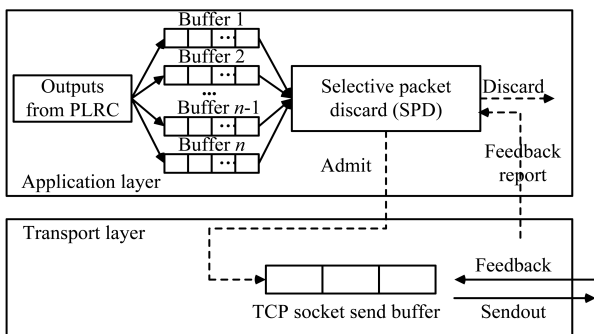 Buffer 1
...
Buffer 2
...
...
Buffer n-1
...
Buffer n
...
Outputs
from PLRC
Selective packet
discard (SPD)
Discard
Admit
Feedback
report
Application layer
Transport layer
TCP socket send buffer
Feedback
Sendout